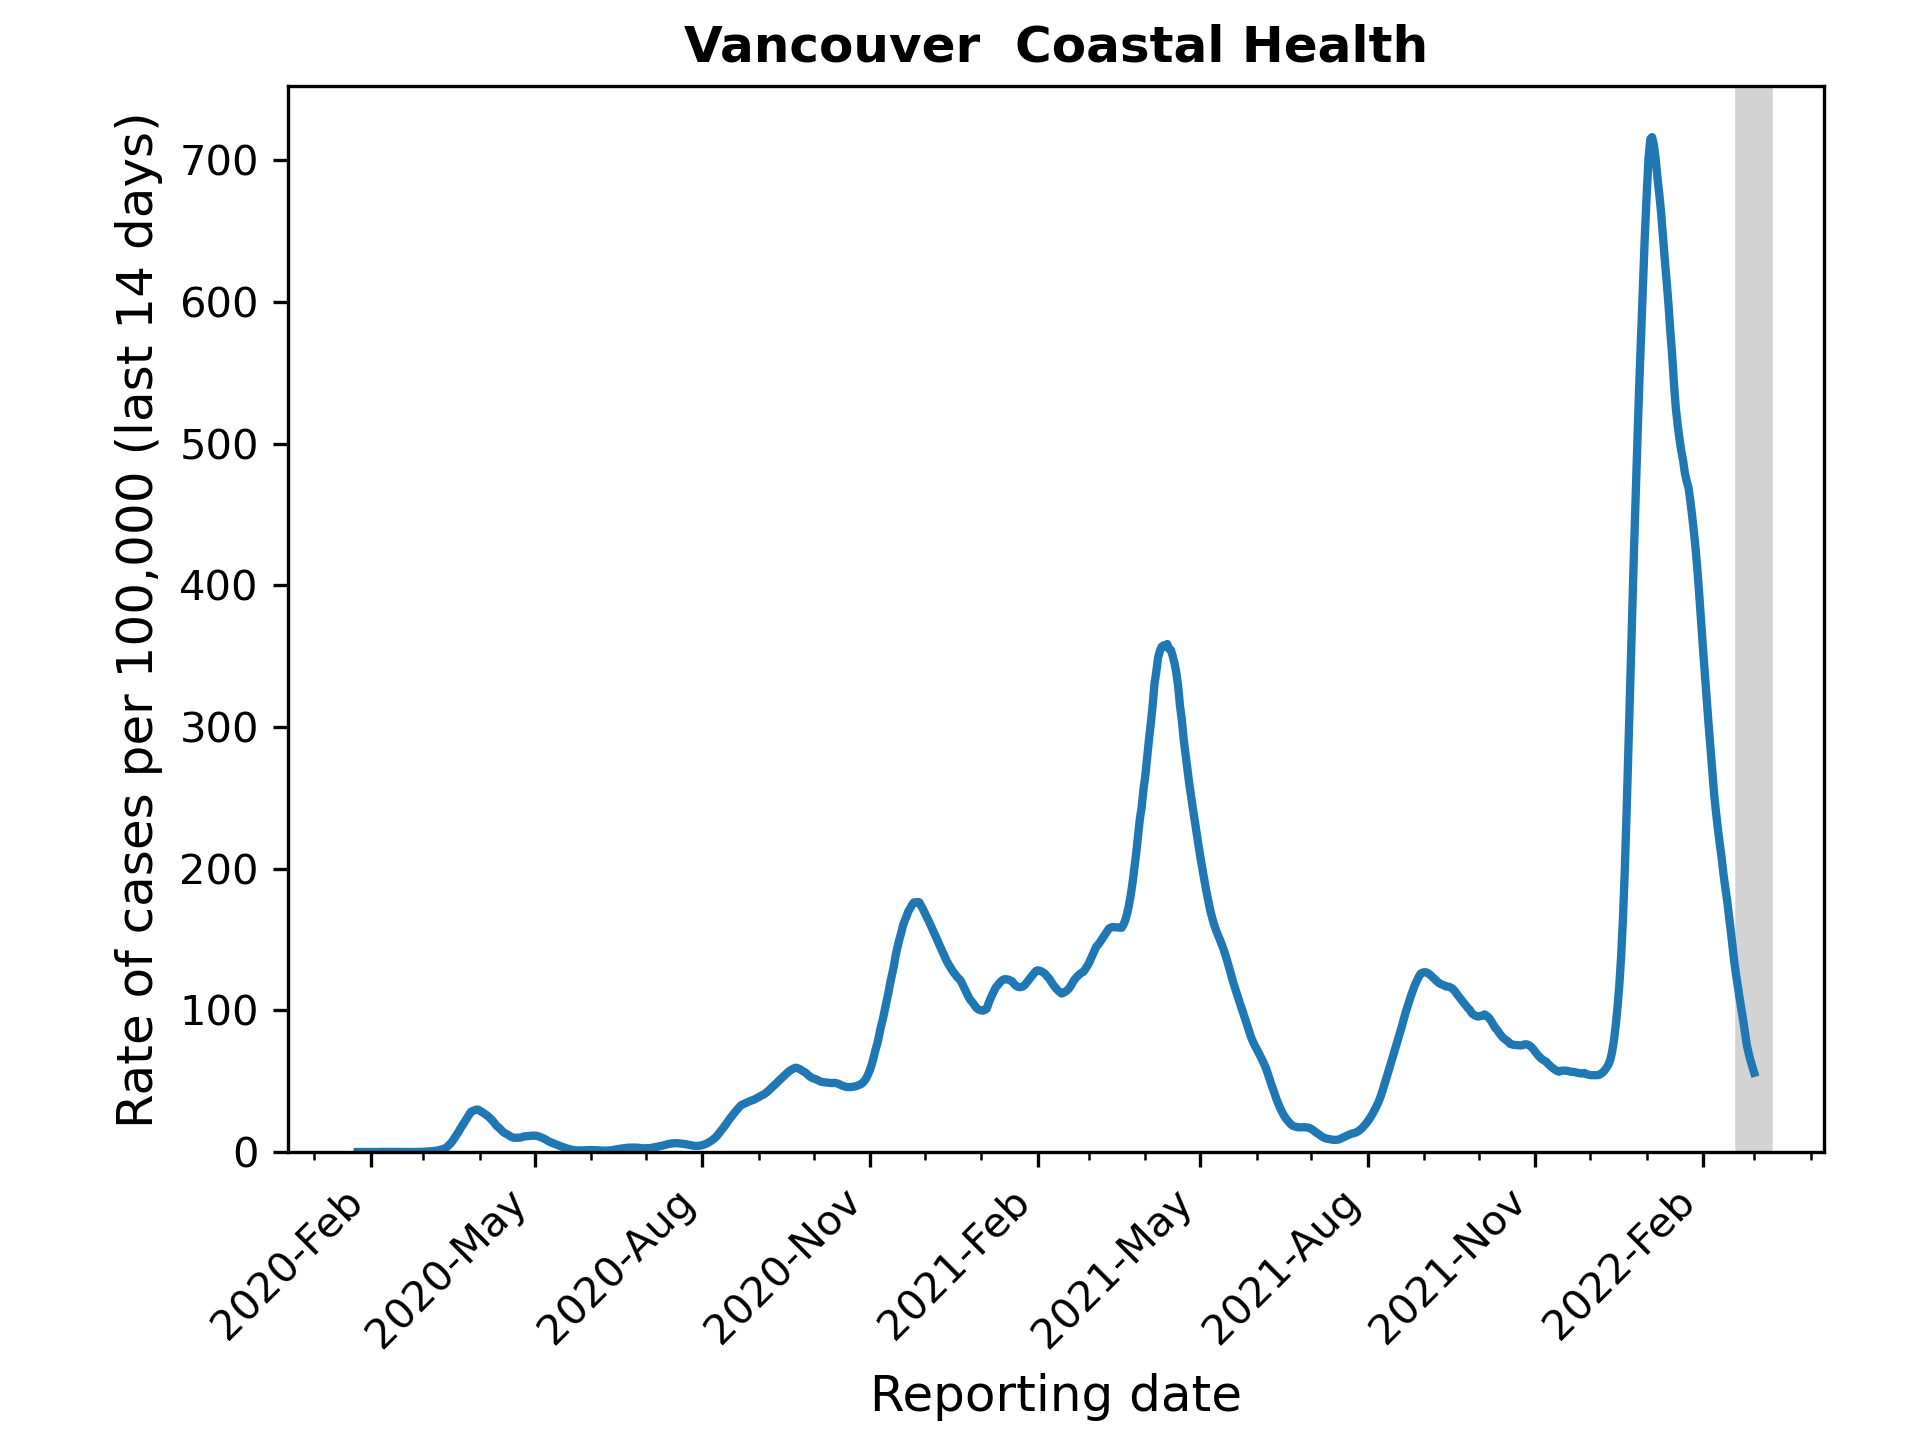 Vancouver  Coastal Health
Rate of cases per 100,000 (last 14 days)
700
600
500
400
300
200
100
0
2020-Feb
2020-May
2020-Aug
2020-Nov
2021-Feb
2021-May
2021-Aug
2021-Nov
2022-Feb
Reporting date